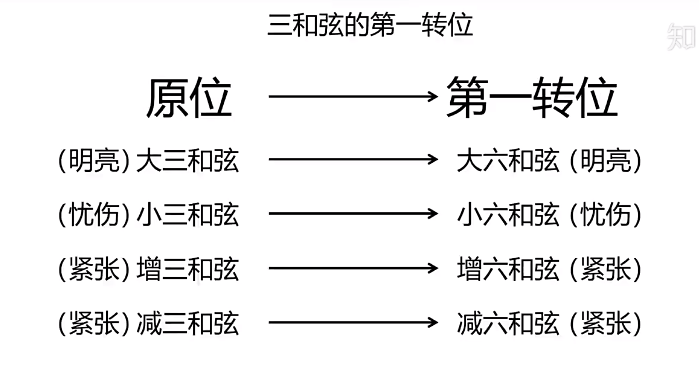 三和弦的第一转位
知
原位 → 第一转位
(明亮) 大三和弦 → 大六和弦 (明亮)
(忧伤) 小三和弦 → 小六和弦 (忧伤)
(紧张) 增三和弦 → 增六和弦 (紧张)
(紧张) 减三和弦 → 减六和弦 (紧张)